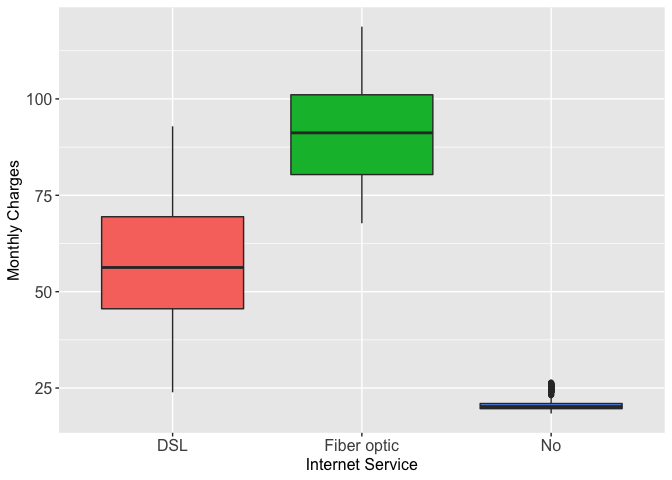 Monthly Charges
100
75
50
25
DSL
Fiber optic
No
Internet Service